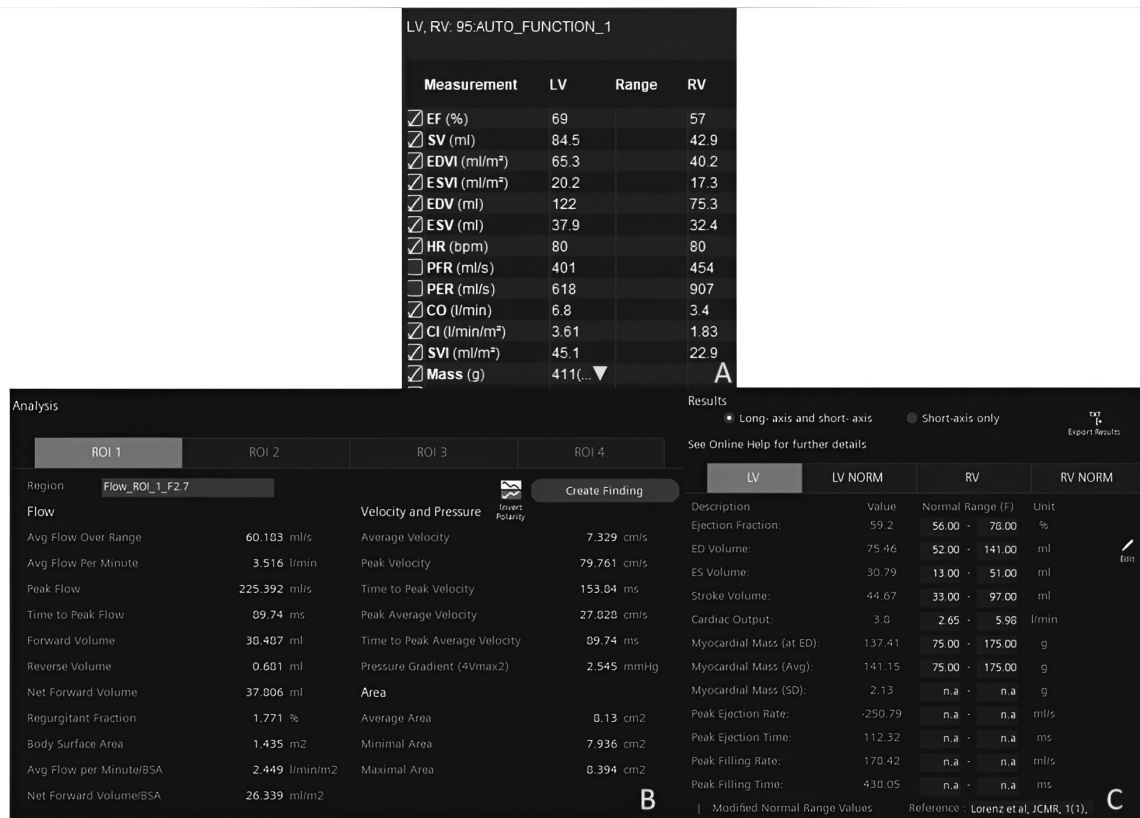 LV, RV: 95:AUTO_FUNCTION_1
Measurement LV Range RV
EF (%) 69 57
SV (ml) 84.5 42.9
EDVI (ml/m²) 65.3 40.2
ESVI (ml/m²) 20.2 17.3
EDV (ml) 122 75.3
ESV (ml) 37.9 32.4
HR (bpm) 80 80
PFR (ml/s) 401 454
PER (ml/s) 618 907
CO (l/min) 6.8 3.4
CI (l/min/m²) 3.61 1.83
SVI (ml/m²) 45.1 22.9
Mass (g) 411(...
A
Analysis
ROI 1 ROI 2 ROI 3 ROI 4
Region Flow_ROI_1_F2.7 Invert Polarity Create Finding
Flow Velocity and Pressure
Avg Flow Over Range 60.183 ml/s Average Velocity 7.329 cm/s
Avg Flow Per Minute 3.516 l/min Peak Velocity 79.761 cm/s
Peak Flow 225.392 ml/s Time to Peak Velocity 153.84 ms
Time to Peak Flow 89.74 ms Peak Average Velocity 27.828 cm/s
Forward Volume 38.487 ml Time to Peak Average Velocity 89.74 ms
Reverse Volume 0.681 ml Pressure Gradient (4Vmax2) 2.545 mmHg
Net Forward Volume 37.806 ml Area
Regurgitant Fraction 1.771 % Average Area 8.13 cm2
Body Surface Area 1.435 m2 Minimal Area 7.936 cm2
Avg Flow per Minute/BSA 2.449 l/min/m2 Maximal Area 8.394 cm2
Net Forward Volume/BSA 26.339 ml/m2
B
Results
Long- axis and short- axis Short-axis only
TXT
Export Results
See Online Help for further details
LV LV NORM RV RV NORM
Description Value Normal Range (F) Unit
Ejection Fraction: 59.2 56.00 - 78.00 %
ED Volume: 75.46 52.00 - 141.00 ml
Edit
ES Volume: 30.79 13.00 - 51.00 ml
Stroke Volume: 44.67 33.00 - 97.00 ml
Cardiac Output: 3.8 2.65 - 5.98 l/min
Myocardial Mass (at ED): 137.41 75.00 - 175.00 g
Myocardial Mass (Avg): 141.15 75.00 - 175.00 g
Myocardial Mass (SD): 2.13 n.a - n.a g
Peak Ejection Rate: -250.79 n.a - n.a ml/s
Peak Ejection Time: 112.32 n.a - n.a ms
Peak Filling Rate: 178.42 n.a - n.a ml/s
Peak Filling Time: 438.05 n.a - n.a ms
Modified Normal Range Values Reference : Lorenz et al, JCMR, 1(1),
C